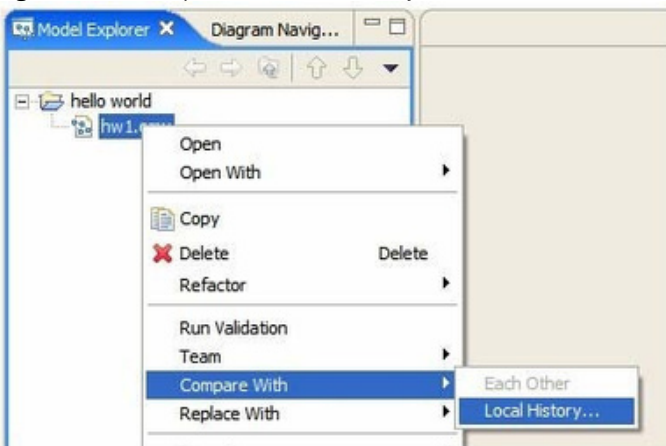 Model Explorer Diagram Navig...
hello world
hw1.
Open
Open With
Copy
Delete Delete
Refactor
Run Validation
Team
Compare With
Each Other
Replace With
Local History...